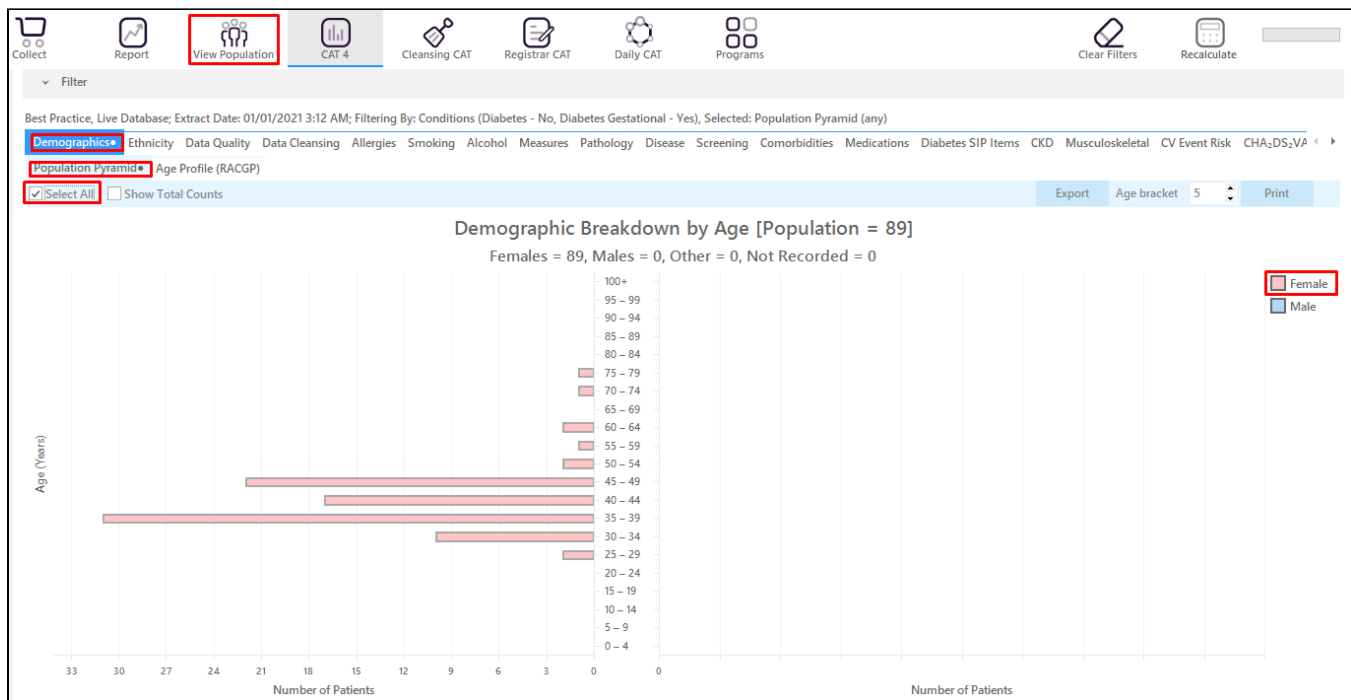 Collect Report View Population CAT 4 Cleansing CAT Registrar CAT Daily CAT Programs Clear Filters Recalculate
Filter
Best Practice, Live Database; Extract Date: 01/01/2021 3:12 AM; Filtering By: Conditions (Diabetes - No, Diabetes Gestational - Yes), Selected: Population Pyramid (any)
Demographics• Ethnicity Data Quality Data Cleansing Allergies Smoking Alcohol Measures Pathology Disease Screening Comorbidities Medications Diabetes SIP Items CKD Musculoskeletal CV Event Risk CHA₂DS₂VA
Population Pyramid• Age Profile (RACGP)
Select All Show Total Counts Export Age bracket 5 Print
Demographic Breakdown by Age [Population = 89]
Females = 89, Males = 0, Other = 0, Not Recorded = 0
Female
Male
Age (Years)
100+
95 – 99
90 – 94
85 – 89
80 – 84
75 – 79
70 – 74
65 – 69
60 – 64
55 – 59
50 – 54
45 – 49
40 – 44
35 – 39
30 – 34
25 – 29
20 – 24
15 – 19
10 – 14
5 – 9
0 – 4
33 30 27 24 21 18 15 12 9 6 3 0 0
Number of Patients Number of Patients